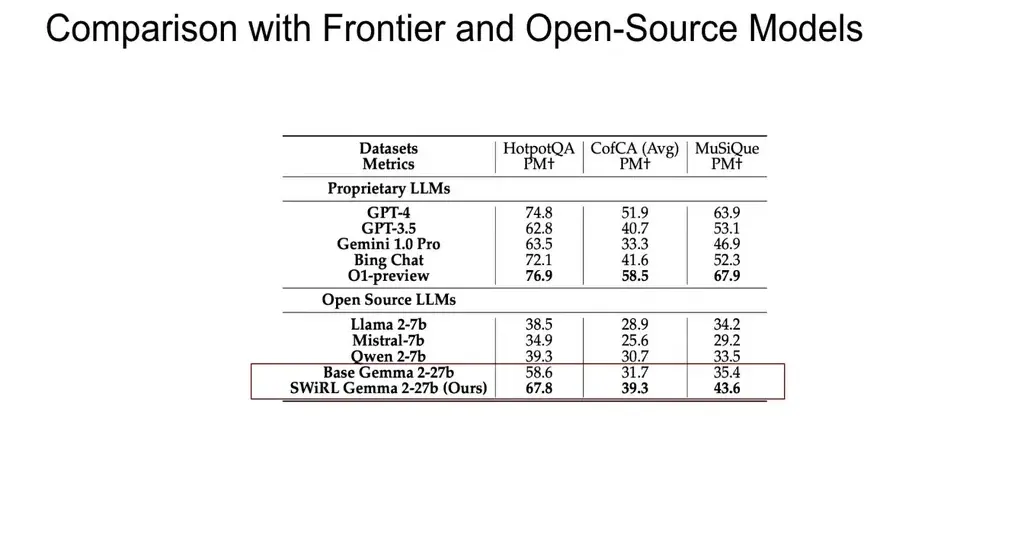 Comparison with Frontier and Open-Source Models
Datasets HotpotQA CofCA (Avg) MuSiQue
Metrics PM† PM† PM†
Proprietary LLMs
GPT-4 74.8 51.9 63.9
GPT-3.5 62.8 40.7 53.1
Gemini 1.0 Pro 63.5 33.3 46.9
Bing Chat 72.1 41.6 52.3
O1-preview 76.9 58.5 67.9
Open Source LLMs
Llama 2-7b 38.5 28.9 34.2
Mistral-7b 34.9 25.6 29.2
Qwen 2-7b 39.3 30.7 33.5
Base Gemma 2-27b 58.6 31.7 35.4
SWiRL Gemma 2-27b (Ours) 67.8 39.3 43.6